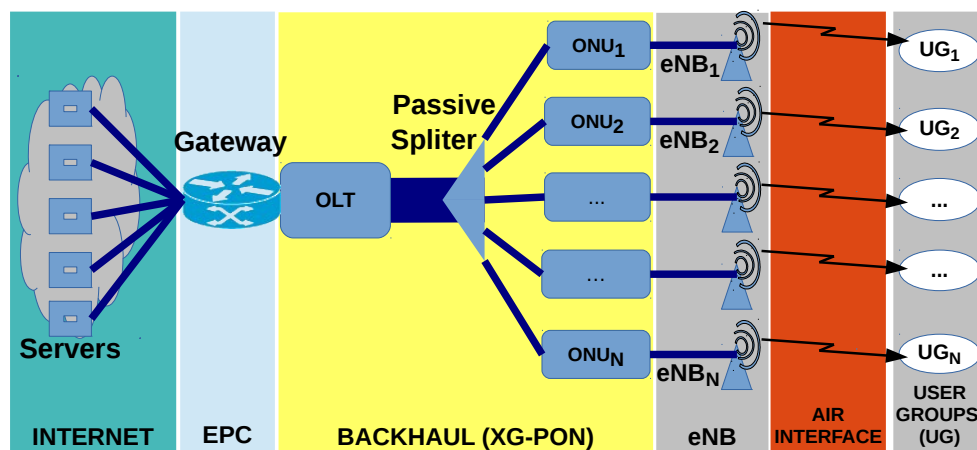 ONU1
eNB1
UG1
Passive
Spliter
ONU2
eNB2
UG2
Gateway
OLT
...
...
...
...
Servers
ONUN
eNBN
UGN
INTERNET
EPC
BACKHAUL (XG-PON)
eNB
AIR
INTERFACE
USER
GROUPS
(UG)